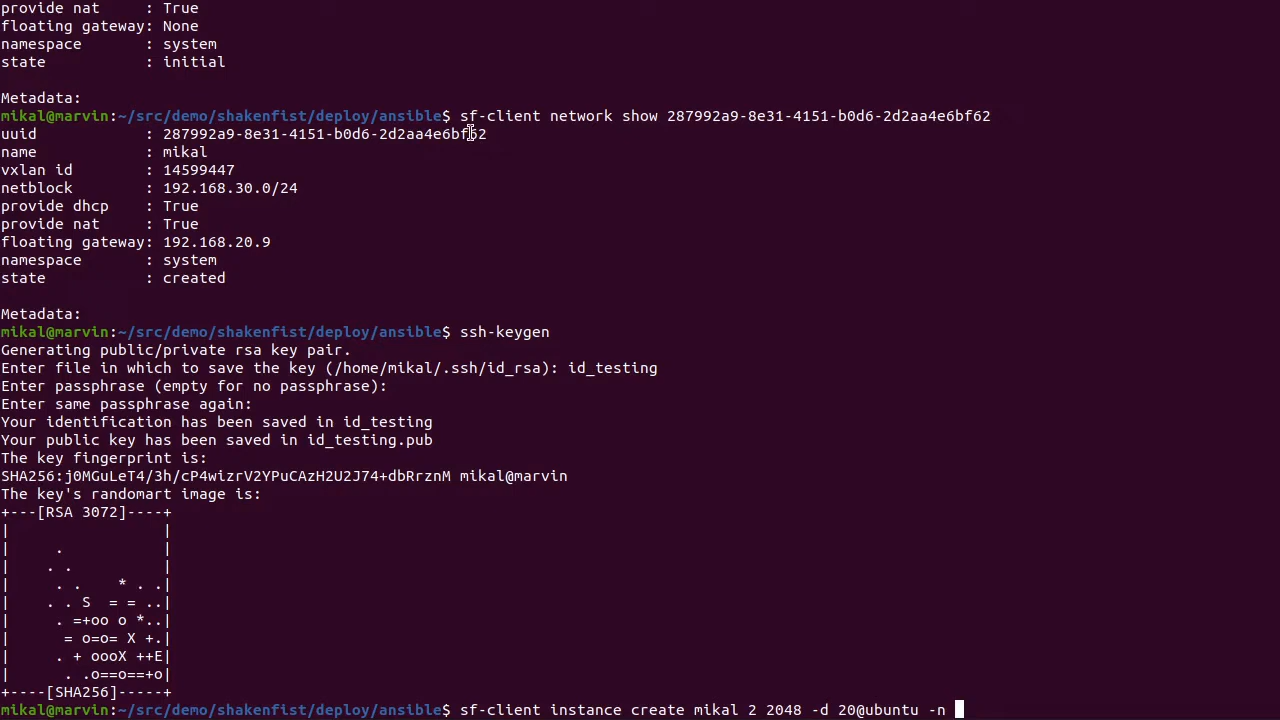 provide nat     : True
floating gateway: None
namespace       : system
state           : initial

Metadata:
mikal@marvin:~/src/demo/shakenfist/deploy/ansible$ sf-client network show 287992a9-8e31-4151-b0d6-2d2aa4e6bf62
uuid            : 287992a9-8e31-4151-b0d6-2d2aa4e6bf62
name            : mikal
vxlan id        : 14599447
netblock        : 192.168.30.0/24
provide dhcp    : True
provide nat     : True
floating gateway: 192.168.20.9
namespace       : system
state           : created

Metadata:
mikal@marvin:~/src/demo/shakenfist/deploy/ansible$ ssh-keygen
Generating public/private rsa key pair.
Enter file in which to save the key (/home/mikal/.ssh/id_rsa): id_testing
Enter passphrase (empty for no passphrase):
Enter same passphrase again:
Your identification has been saved in id_testing
Your public key has been saved in id_testing.pub
The key fingerprint is:
SHA256:j0MGuLeT4/3h/cP4wizrV2YPuCAzH2U2J74+dbRrznM mikal@marvin
The key's randomart image is:
+---[RSA 3072]----+
|                 |
|     .           |
|    . .          |
|     . .    * . .|
|    . . S  = = ..|
|     . =+oo o *..|
|      = o=o= X +.|
|     . + oooX ++E|
|      . .o==o==+o|
+----[SHA256]-----+
mikal@marvin:~/src/demo/shakenfist/deploy/ansible$ sf-client instance create mikal 2 2048 -d 20@ubuntu -n